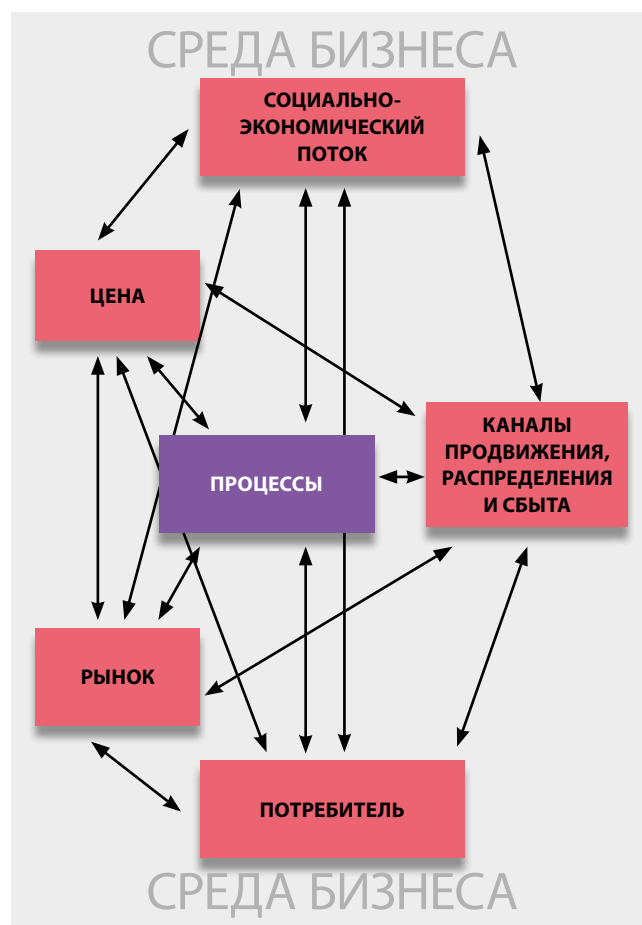 СРЕДА БИЗНЕСА
СОЦИАЛЬНО-
ЭКОНОМИЧЕСКИЙ
ПОТОК
ЦЕНА
КАНАЛЫ
ПРОДВИЖЕНИЯ,
РАСПРЕДЕЛЕНИЯ
И СБЫТА
ПРОЦЕССЫ
РЫНОК
ПОТРЕБИТЕЛЬ
СРЕДА БИЗНЕСА